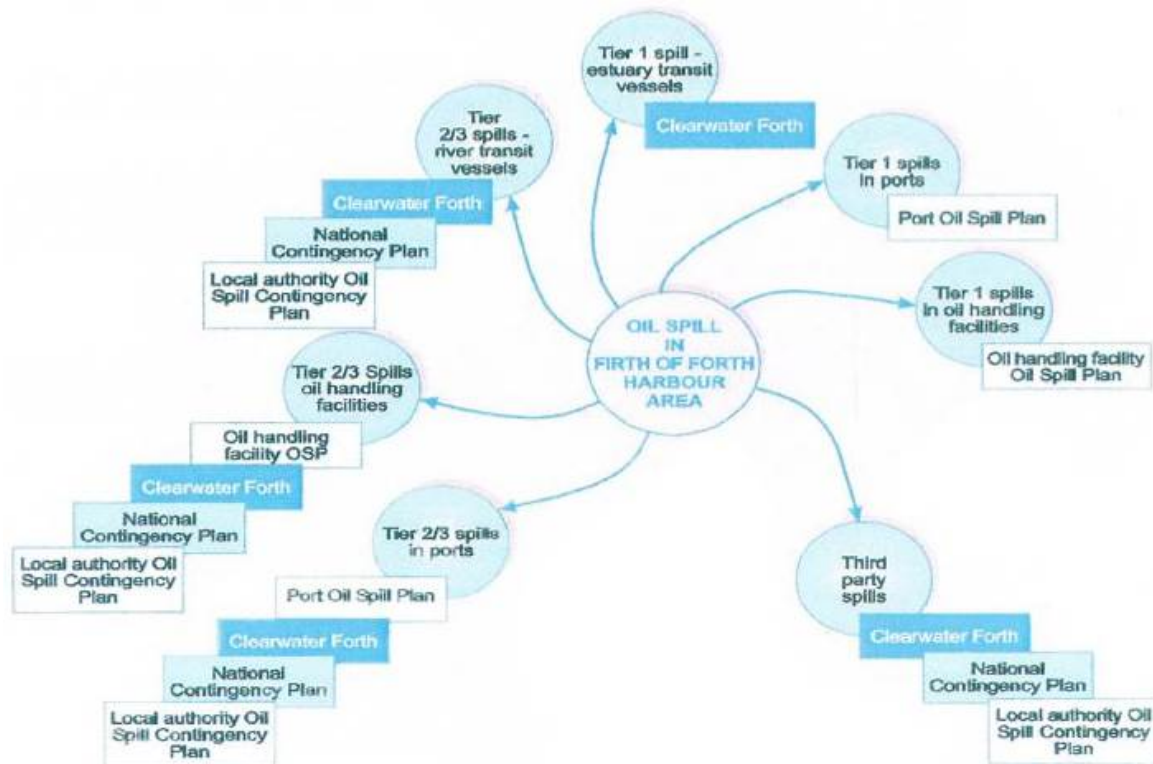 Tier 1 spill -
estuary transit
vessels
Clearwater Forth
Tier 1 spills
in ports
Port Oil Spill Plan
Tier 1 spills
in oil handling
facilities
Oil handling facility
Oil Spill Plan
Third
party
spills
Clearwater Forth
National
Contingency Plan
Local authority Oil
Spill Contingency
Plan
Tier 2/3 spills
in ports
Port Oil Spill Plan
Clearwater Forth
National
Contingency Plan
Local authority Oil
Spill Contingency
Plan
Tier 2/3 Spills
oil handling
facilities
Oil handling
facility OSP
Clearwater Forth
National
Contingency Plan
Local authority Oil
Spill Contingency
Plan
Tier
2/3 spills -
river transit
vessels
Clearwater Forth
National
Contingency Plan
Local authority Oil
Spill Contingency
Plan
OIL SPILL
IN
FIRTH OF FORTH
HARBOUR
AREA